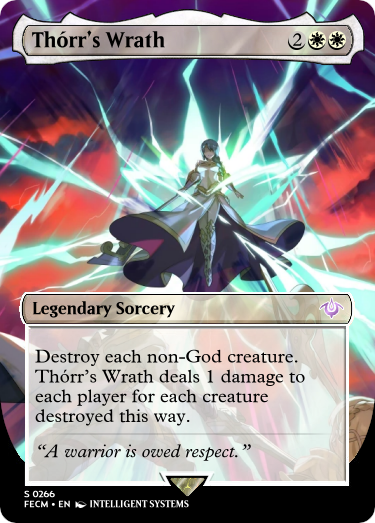 Thórr's Wrath 2
Legendary Sorcery
Destroy each non-God creature.
Thórr's Wrath deals 1 damage to
each player for each creature
destroyed this way.
“A warrior is owed respect.”
S 0266
FECM • EN INTELLIGENT SYSTEMS